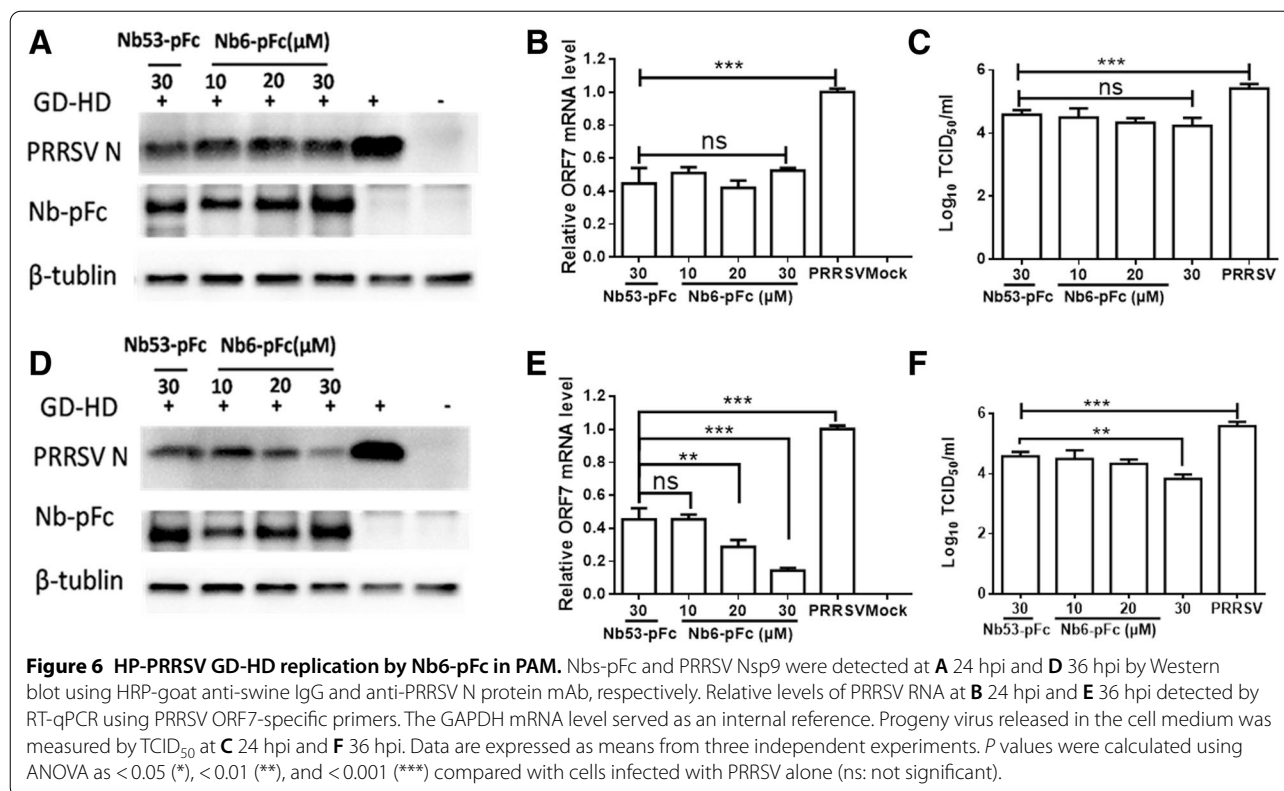 A
Nb53-pFc Nb6-pFc(μM)
30 10 20 30
GD-HD + + + + + -
PRRSV N
Nb-pFc
β-tublin
B
Relative ORF7 mRNA level
1.2
1.0
0.8
0.6
0.4
0.2
0.0
***
ns
30 10 20 30 PRRSV Mock
Nb53-pFc Nb6-pFc (μM)
C
Log10 TCID50/ml
6
4
2
0
***
ns
30 10 20 30 PRRSV
Nb53-pFc Nb6-pFc (μM)
D
Nb53-pFc Nb6-pFc(μM)
30 10 20 30
GD-HD + + + + + -
PRRSV N
Nb-pFc
β-tublin
E
Relative ORF7 mRNA level
1.2
1.0
0.8
0.6
0.4
0.2
0.0
***
***
**
ns
30 10 20 30 PRRSV Mock
Nb53-pFc Nb6-pFc (μM)
F
Log10 TCID50/ml
6
4
2
0
***
**
30 10 20 30 PRRSV
Nb53-pFc Nb6-pFc (μM)
Figure 6 HP-PRRSV GD-HD replication by Nb6-pFc in PAM. Nbs-pFc and PRRSV Nsp9 were detected at A 24 hpi and D 36 hpi by Western
blot using HRP-goat anti-swine IgG and anti-PRRSV N protein mAb, respectively. Relative levels of PRRSV RNA at B 24 hpi and E 36 hpi detected by
RT-qPCR using PRRSV ORF7-specific primers. The GAPDH mRNA level served as an internal reference. Progeny virus released in the cell medium was
measured by TCID50 at C 24 hpi and F 36 hpi. Data are expressed as means from three independent experiments. P values were calculated using
ANOVA as < 0.05 (*), < 0.01 (**), and < 0.001 (***) compared with cells infected with PRRSV alone (ns: not significant).